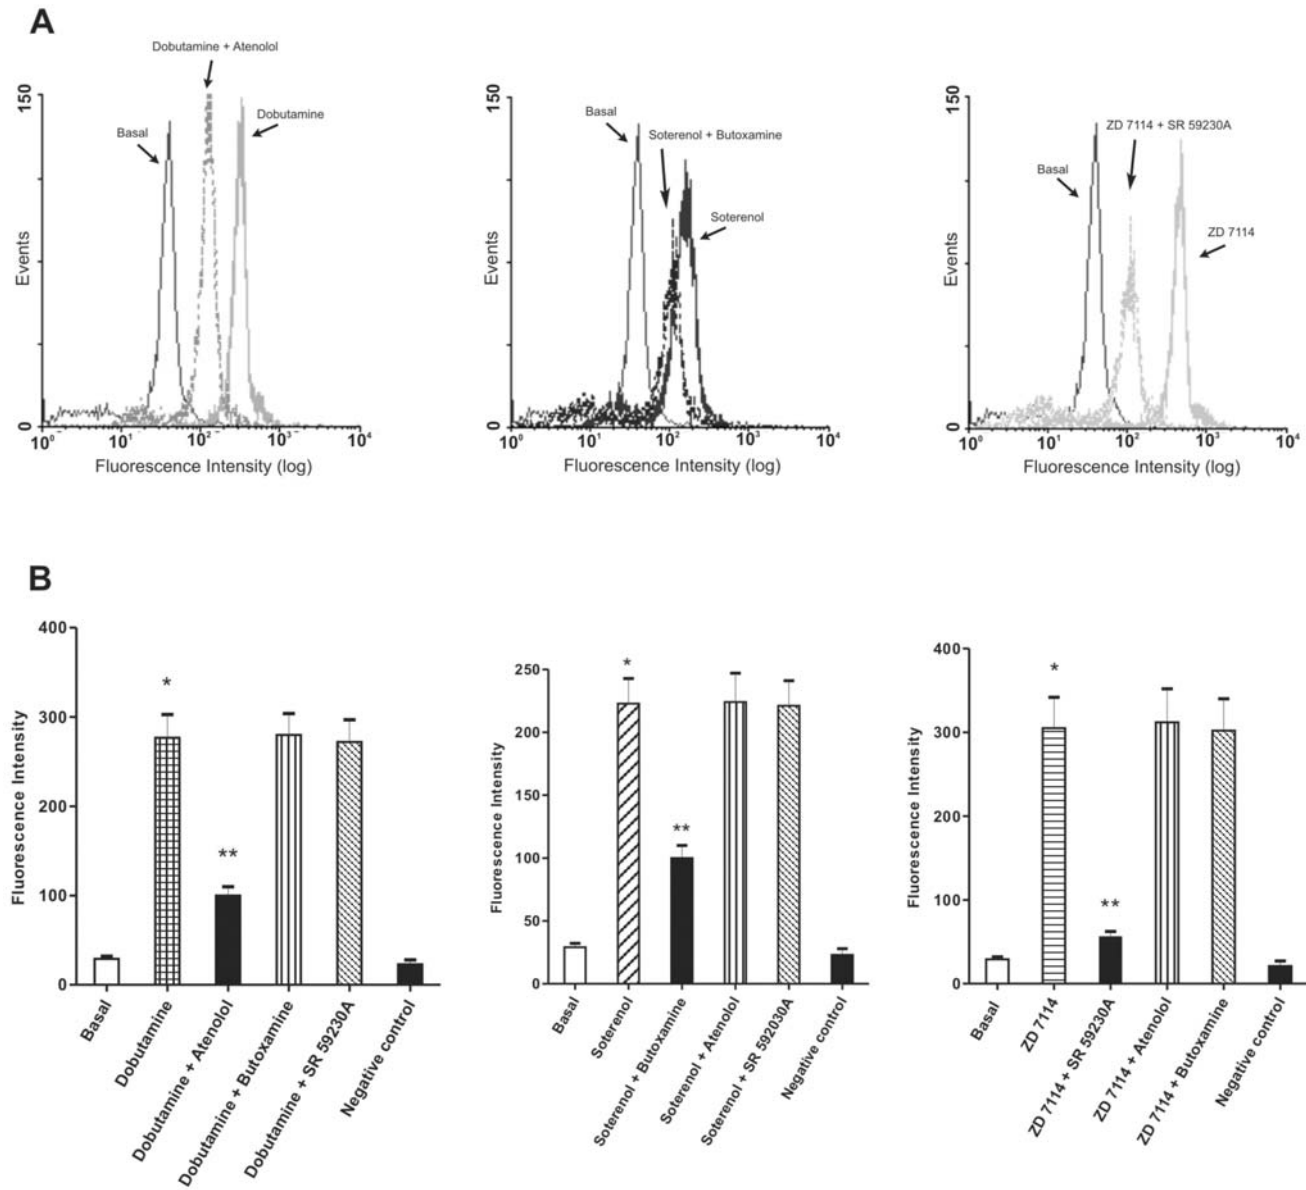 A
Dobutamine + Atenolol
Basal
Dobutamine
150
Events
0
10⁰ 10¹ 10² 10³ 10⁴
Fluorescence Intensity (log)
Basal
Soterenol + Butoxamine
Soterenol
150
Events
0
10⁰ 10¹ 10² 10³ 10⁴
Fluorescence Intensity (log)
ZD 7114 + SR 59230A
Basal
ZD 7114
150
Events
0
10⁰ 10¹ 10² 10³ 10⁴
Fluorescence Intensity (log)
B
400
300
200
100
0
Fluorescence Intensity
*
**
Basal
Dobutamine
Dobutamine + Atenolol
Dobutamine + Butoxamine
Dobutamine + SR 59230A
Negative control
250
200
150
100
50
0
Fluorescence Intensity
*
**
Basal
Soterenol
Soterenol + Butoxamine
Soterenol + Atenolol
Soterenol + SR 592030A
Negative control
400
300
200
100
0
Fluorescence Intensity
*
**
Basal
ZD 7114
ZD 7114 + SR 59230A
ZD 7114 + Atenolol
ZD 7114 + Butoxamine
Negative control